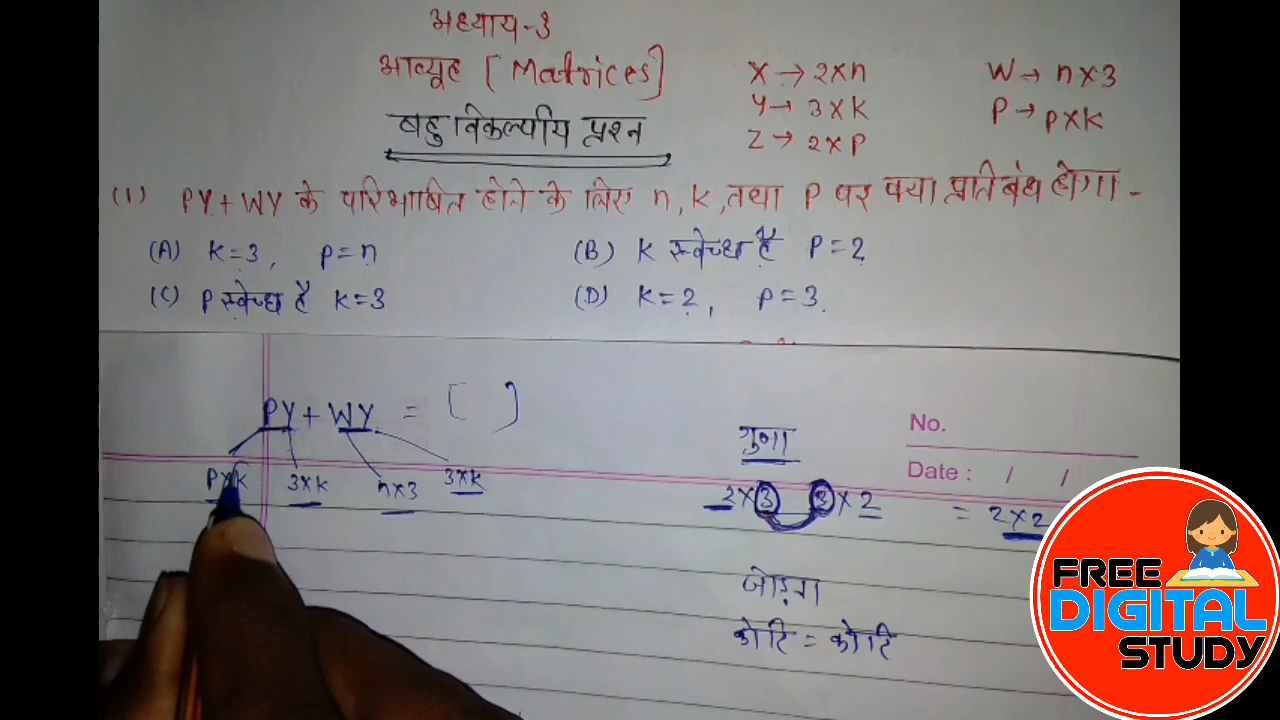 अध्याय-3
आव्यूह [Matrices]
बहु विकल्पीय प्रश्न
X → 2×n
Y → 3×K
Z → 2×P
W → n×3
P → P×K
(1) PY+WY के परिभाषित होने के लिए n, K, तथा P पर क्या प्रतिबंध होगा -
(A) K=3, P=n
(B) K स्वेच्छ है P=2
(C) P स्वेच्छ है K=3
(D) K=2, P=3.
PY + WY = [ ]
P×K 3×K n×3 3×K
गुणा
2×3 3×2 = 2×2
जोड़ना
कोटि = कोटि
No.
Date : / /
FREE
DIGITAL
STUDY